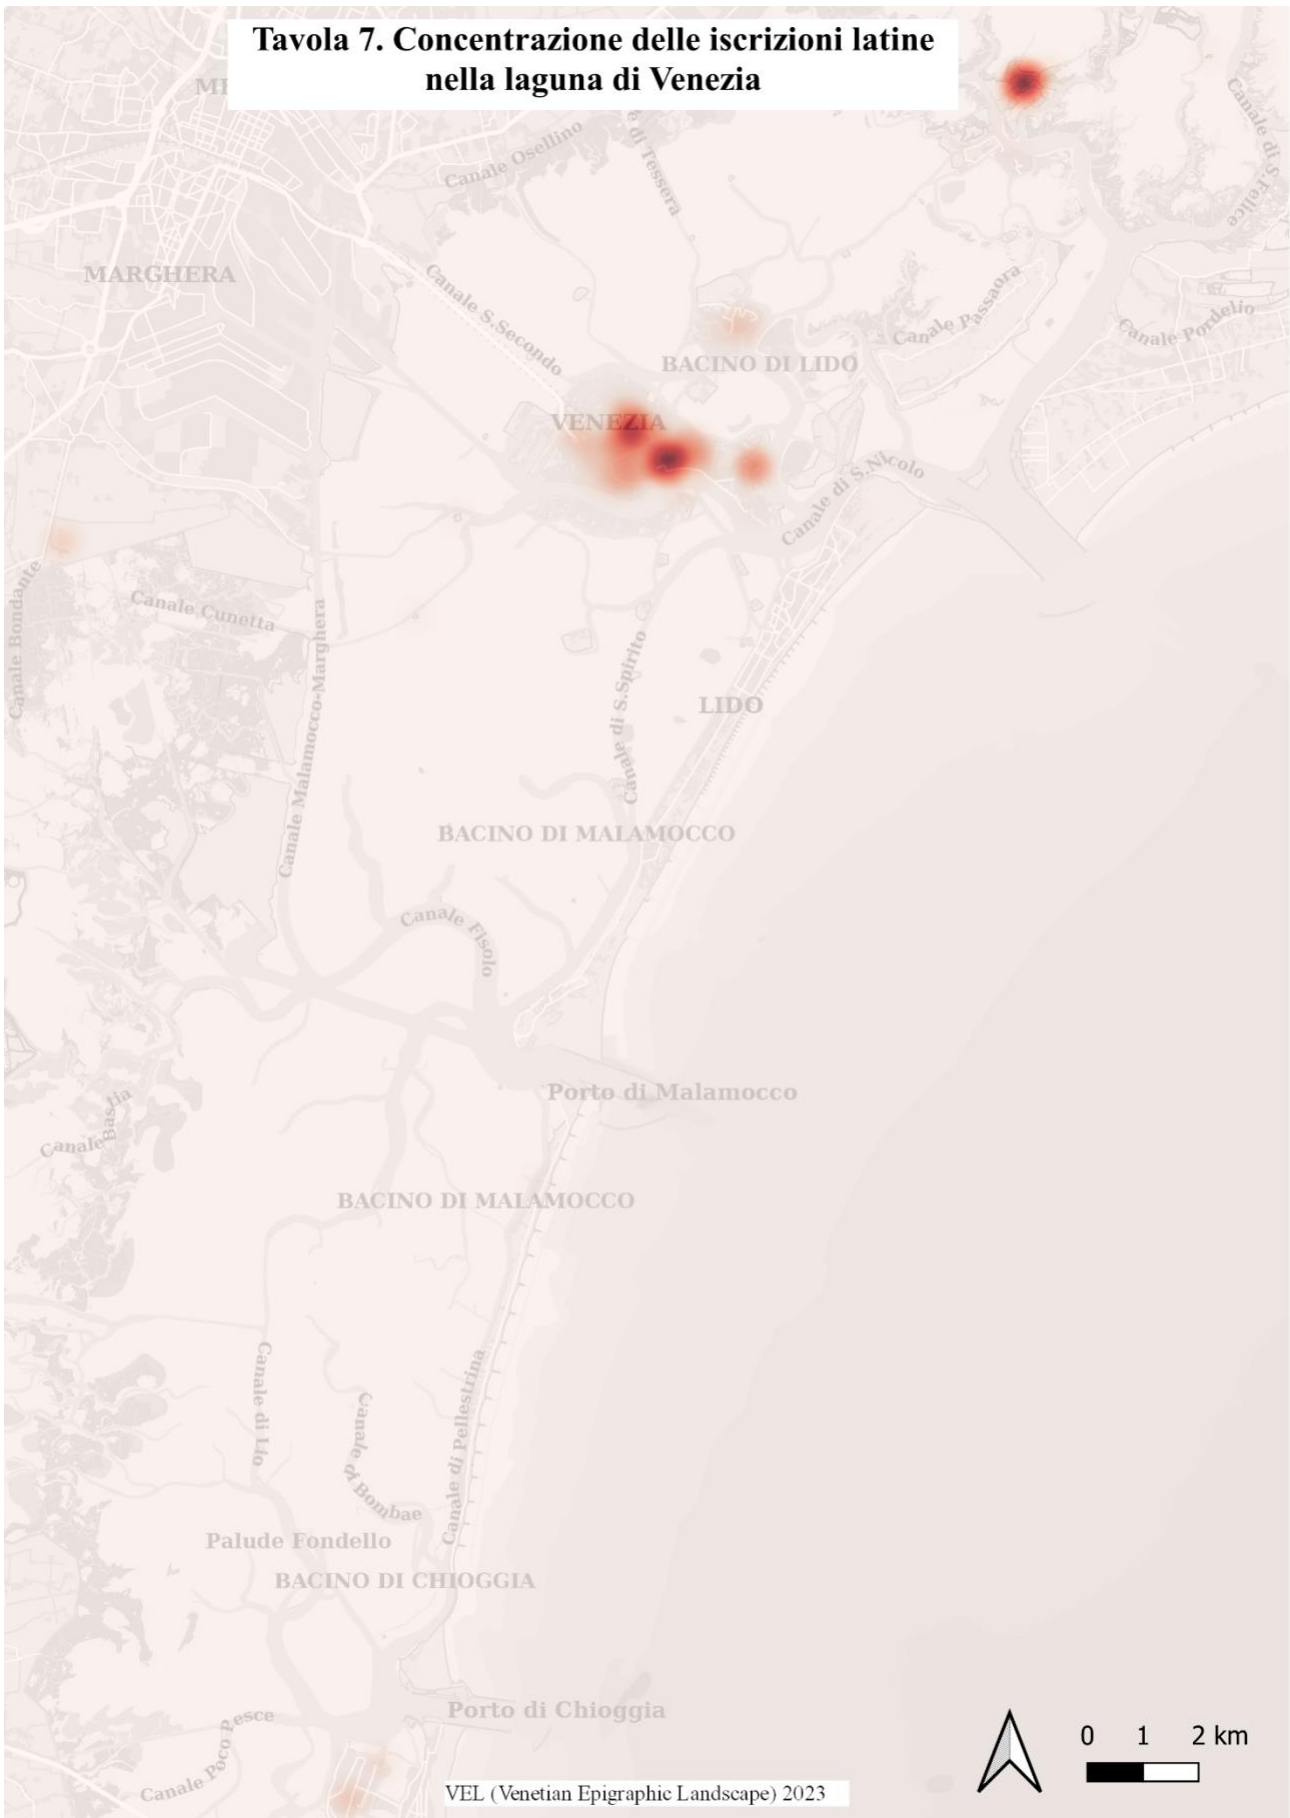 Tavola 7. Concentrazione delle iscrizioni latine
nella laguna di Venezia
Canale Osellino
Canale di S.Felice
MARGHERA
Canale S.Secondo
Canale Passaora
Canale Pordelio
BACINO DI LIDO
VENEZIA
Canale di S.Nicolo
Canale Bondante
Canale Cunetta
Canale Malamocco-Marghera
Canale di S.Spirito
LIDO
BACINO DI MALAMOCCO
Canale Fisolo
Porto di Malamocco
Canale Bastia
BACINO DI MALAMOCCO
Canale di Lio
Canale di Bombae
Canale di Pellestrina
Palude Fondello
BACINO DI CHIOGGIA
Porto di Chioggia
Canale Poco Pesce
0 1 2 km
VEL (Venetian Epigraphic Landscape) 2023